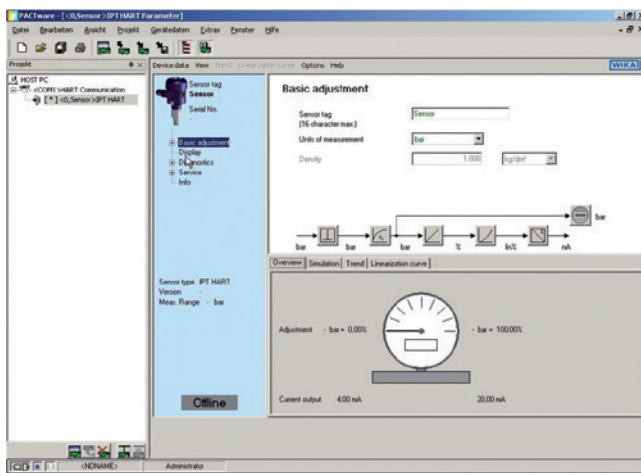 PACTware - [<0,Sensor>IPT HART Parameter]
Datei Bearbeiten Ansicht Projekt Gerätedaten Extras Fenster Hilfe
Projekt
HOST PC
<COM1>HART Communication
[ * ] <0,Sensor>IPT HART
Device data View Trend Linearization curve Options Help
WIKA
Sensor tag
Sensor
Serial No.
-
Basic adjustment
Display
Diagnostics
Service
Info
Sensor type IPT HART
Version -
Meas. Range - bar
Offline
Basic adjustment
Sensor tag Sensor
(16 character max.)
Units of measurement bar
Density 1.000 kg/dm³
bar
bar bar bar % lin% nA
Overview Simulation Trend Linearization curve
Adjustment - bar = 0,00% - bar = 100.00%
Current output 4.00 mA 20,00 mA
<NONAME> Administrator